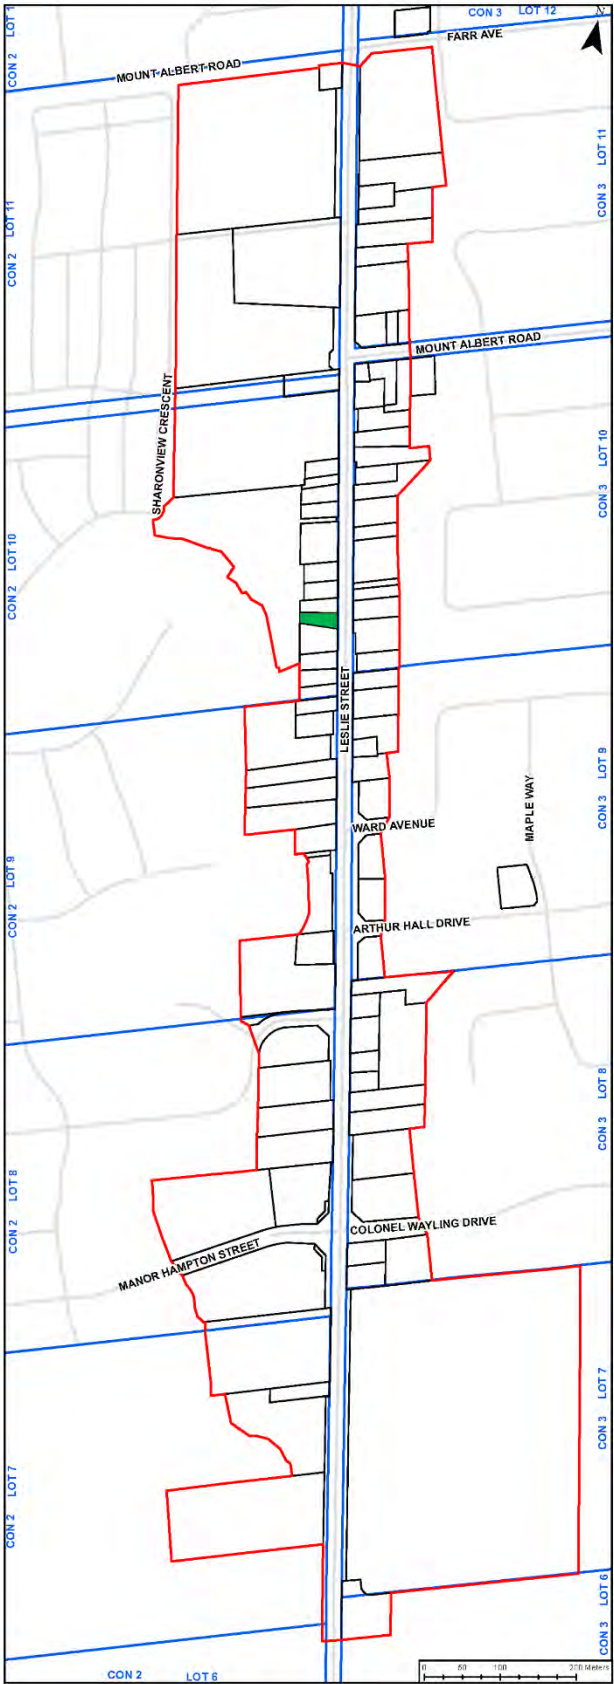 CON 3 LOT 12
N
FARR AVE
LOT 1
CON 2
MOUNT ALBERT ROAD
LOT 11
CON 3
LOT 11
CON 2
MOUNT ALBERT ROAD
SHARONVIEW CRESCENT
LOT 10
CON 3
LOT 10
CON 2
LESLIE STREET
LOT 9
CON 3
MAPLE WAY
WARD AVENUE
LOT 9
CON 2
ARTHUR HALL DRIVE
LOT 8
CON 3
LOT 8
CON 2
COLONEL WAYLING DRIVE
MANOR HAMPTON STREET
LOT 7
CON 3
LOT 7
CON 2
LOT 6
CON 3
0 50 100 200 Meters
CON 2 LOT 6